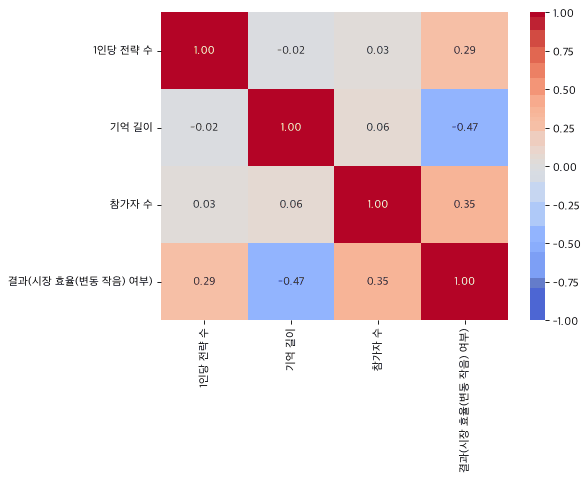 1인당 전략 수
1.00 -0.02 0.03 0.29
기억 길이
-0.02 1.00 0.06 -0.47
참가자 수
0.03 0.06 1.00 0.35
결과(시장 효율(변동 작음) 여부)
0.29 -0.47 0.35 1.00
1인당 전략 수
기억 길이
참가자 수
결과(시장 효율(변동 작음) 여부)
1.00
0.75
0.50
0.25
0.00
-0.25
-0.50
-0.75
-1.00